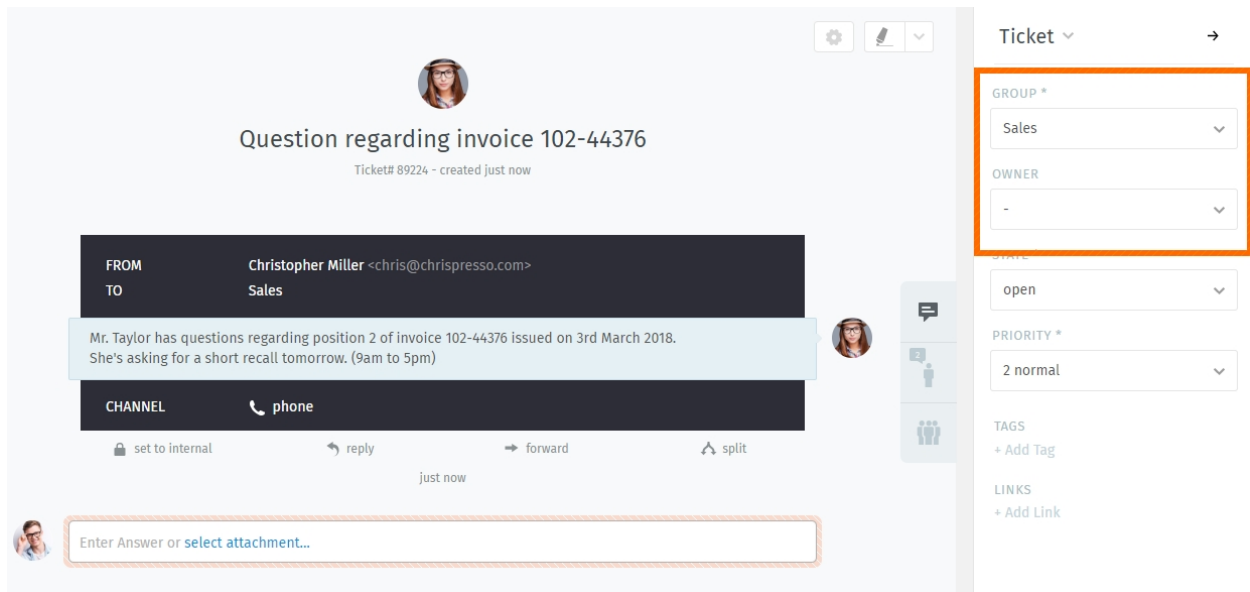 Question regarding invoice 102-44376
Ticket# 89224 - created just now
FROM Christopher Miller <chris@chrispresso.com>
TO Sales
Mr. Taylor has questions regarding position 2 of invoice 102-44376 issued on 3rd March 2018.
She's asking for a short recall tomorrow. (9am to 5pm)
CHANNEL phone
set to internal reply forward split
just now
Enter Answer or select attachment...
2
Ticket
GROUP *
Sales
OWNER
-
STATE *
open
PRIORITY *
2 normal
TAGS
+ Add Tag
LINKS
+ Add Link